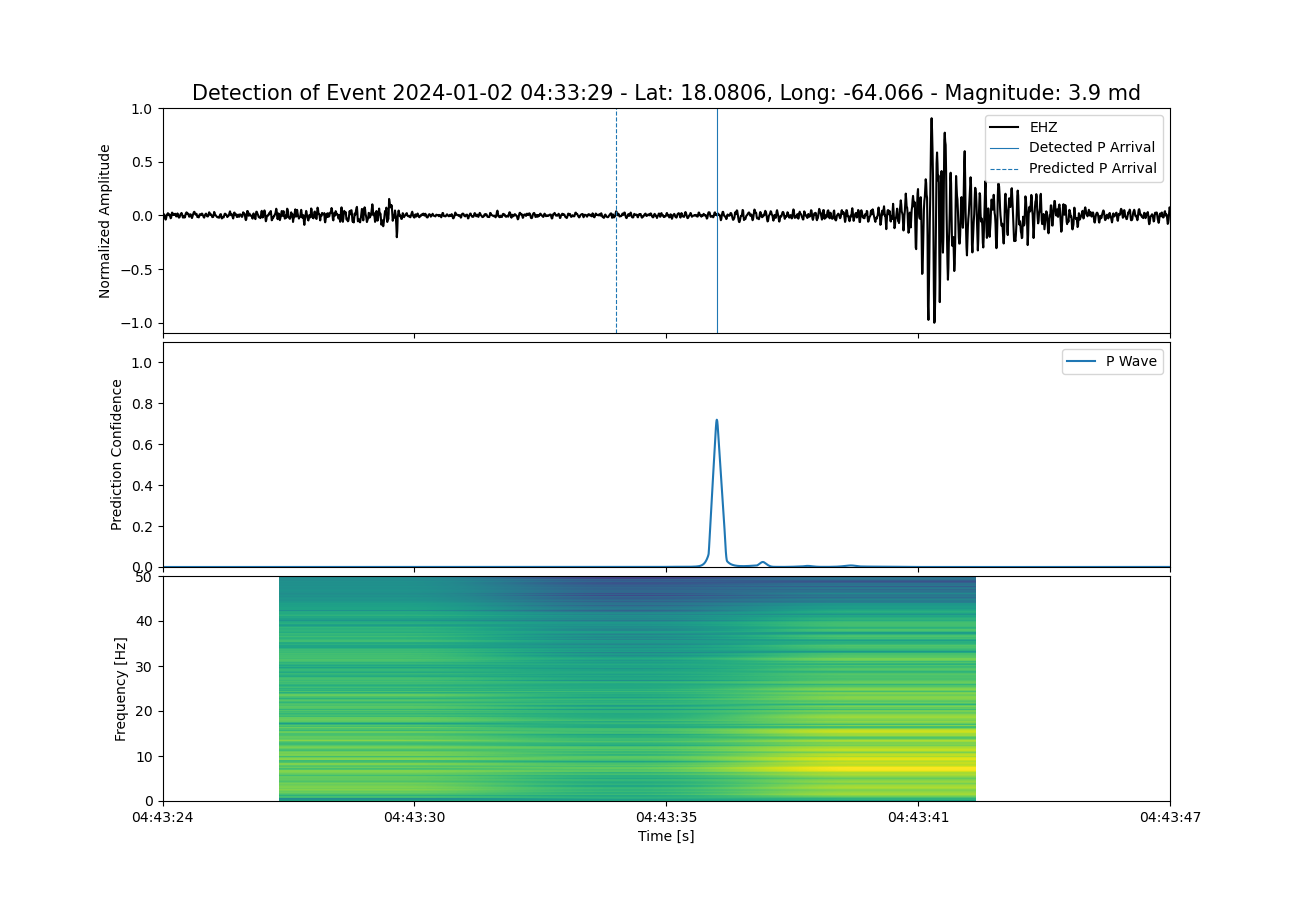 Detection of Event 2024-01-02 04:33:29 - Lat: 18.0806, Long: -64.066 - Magnitude: 3.9 md
Normalized Amplitude
1.0
0.5
0.0
−0.5
−1.0
EHZ
Detected P Arrival
Predicted P Arrival
Prediction Confidence
1.0
0.8
0.6
0.4
0.2
0.0
P Wave
Frequency [Hz]
50
40
30
20
10
0
04:43:24 04:43:30 04:43:35 04:43:41 04:43:47
Time [s]